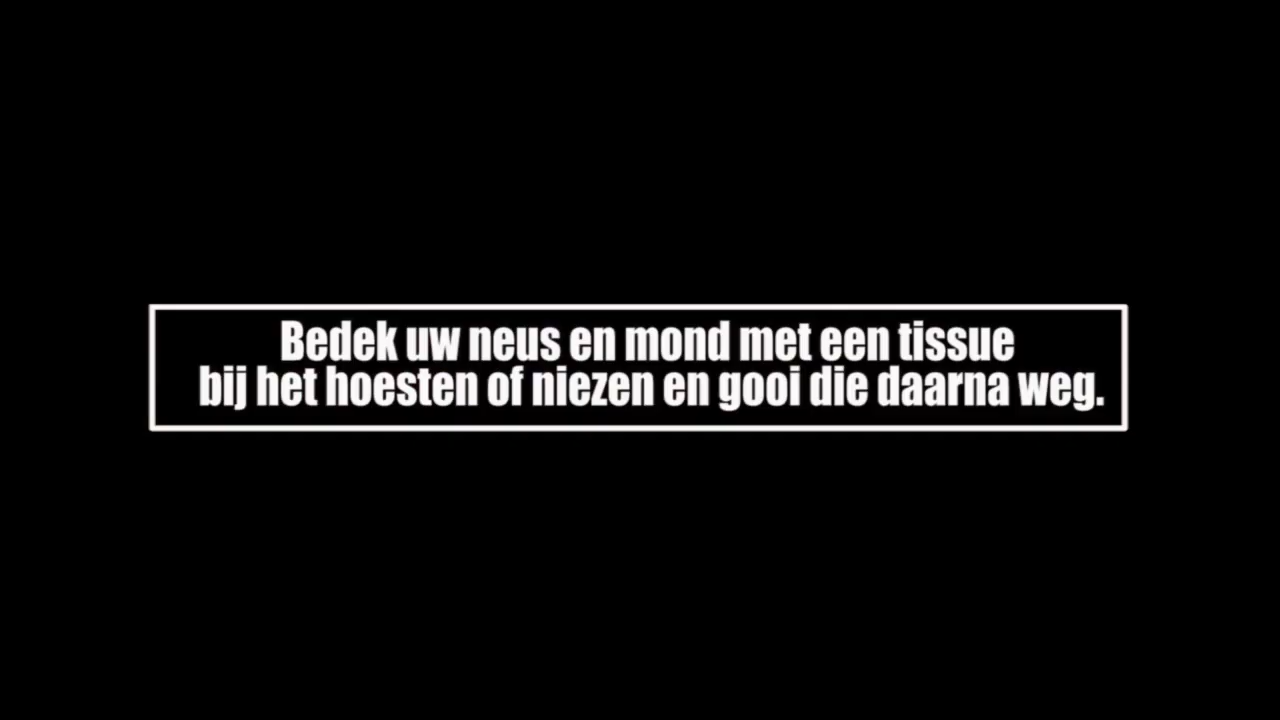 Bedek uw neus en mond met een tissue
bij het hoesten of niezen en gooi die daarna weg.